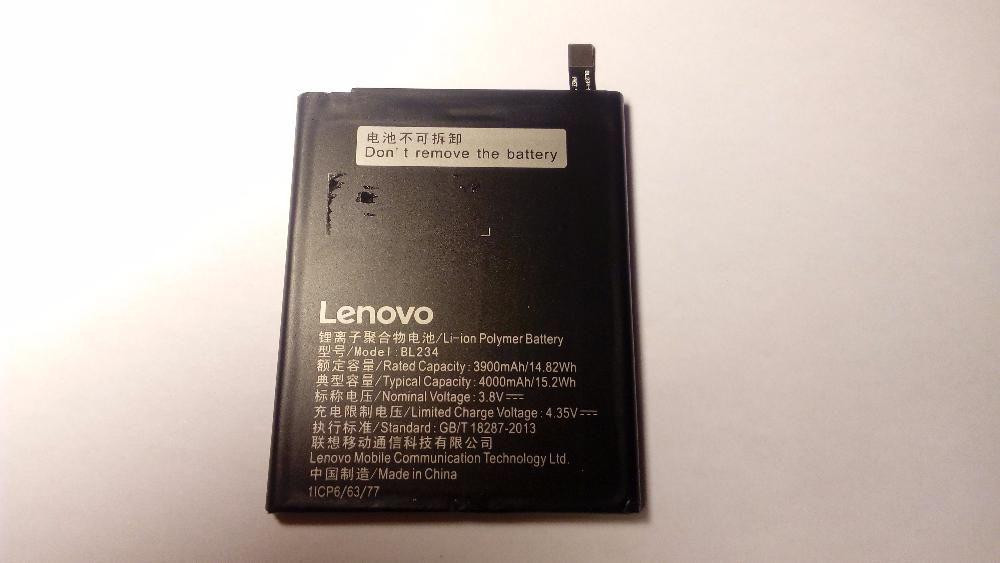 电池不可拆卸
Don't remove the battery
Lenovo
锂离子聚合物电池/Li-ion Polymer Battery
型号/Model:BL234
额定容量/Rated Capacity: 3900mAh/14.82Wh
典型容量/Typical Capacity: 4000mAh/15.2Wh
标称电压/Nominal Voltage: 3.8V⎓
充电限制电压/Limited Charge Voltage: 4.35V⎓
执行标准/Standard: GB/T 18287-2013
联想移动通信科技有限公司
Lenovo Mobile Communication Technology Ltd.
中国制造/Made in China
1ICP6/63/77